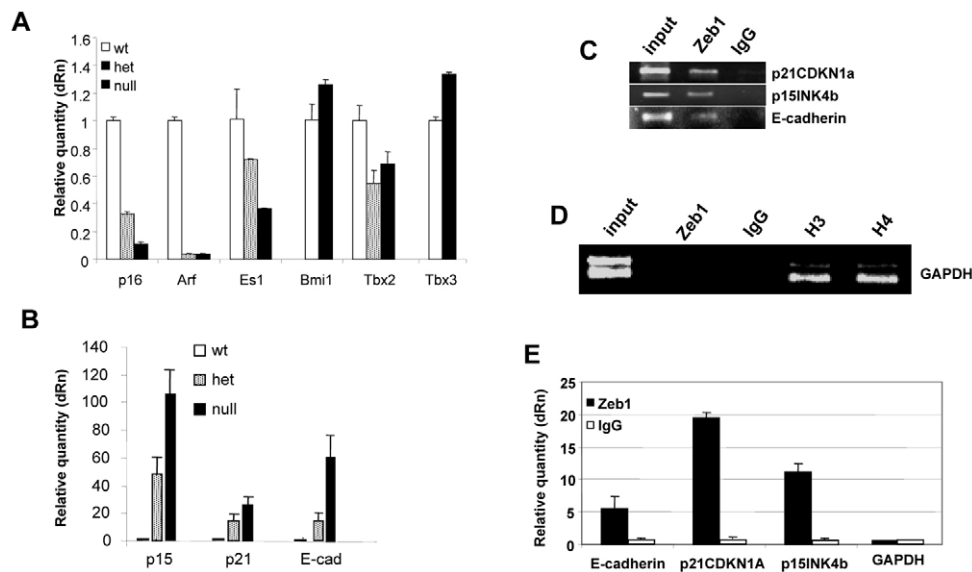 A
Relative quantity (dRn)
1.6
1.4
1.2
1
0.8
0.6
0.4
0.2
0
wt
het
null
p16 Arf Es1 Bmi1 Tbx2 Tbx3
B
Relative quantity (dRn)
140
120
100
80
60
40
20
0
wt
het
null
p15 p21 E-cad
C
input Zeb1 IgG
p21CDKN1a
p15INK4b
E-cadherin
D
input Zeb1 IgG H3 H4
GAPDH
E
Relative quantity (dRn)
25
20
15
10
5
0
Zeb1
IgG
E-cadherin p21CDKN1A p15INK4b GAPDH